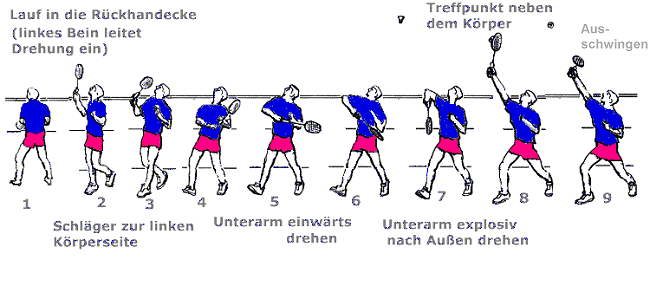 Lauf in die Rückhandecke
(linkes Bein leitet
Drehung ein)
Treffpunkt neben
dem Körper
Aus-
schwingen
1
2
3
4
5
6
7
8
9
Schläger zur linken
Körperseite
Unterarm einwärts
drehen
Unterarm explosiv
nach Außen drehen